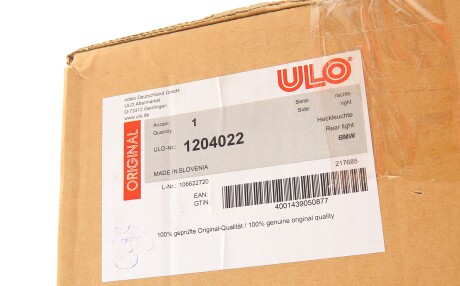 odelo Deutschland GmbH
ULO Aftermarket
D-73312 Geislingen
www.ulo.de
ULO®
ORIGINAL
Anzahl: 1
Quantity:
Seite: rechts
Side: right
ULO-Nr.: 1204022
Heckleuchte
Rear light
BMW
MADE IN SLOVENIA
217685
L-Nr.: 106622720
EAN:
GTIN:
4001439050877
100% geprüfte Original-Qualität / 100% genuine original quality